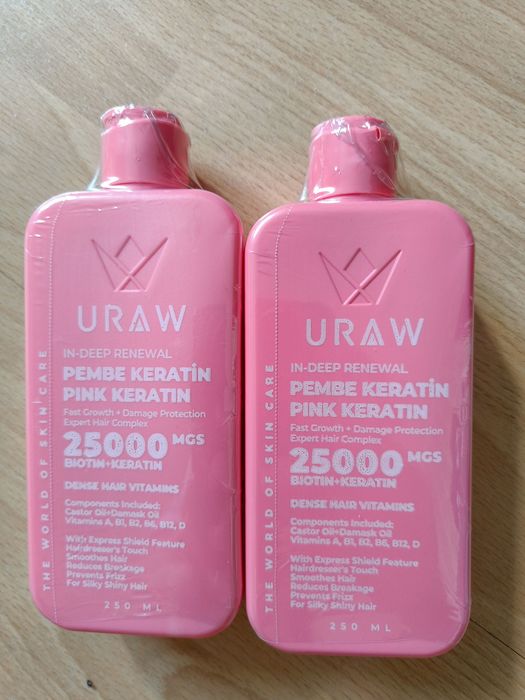 URAW
IN-DEEP RENEWAL
PEMBE KERATİN
PINK KERATIN
Fast Growth + Damage Protection
Expert Hair Complex
25000 MGS
BIOTIN+KERATIN
DENSE HAIR VITAMINS
Components Included:
Castor Oil+Damask Oil
Vitamins A, B1, B2, B6, B12, D
With Express Shield Feature
Hairdresser's Touch
Smoothes Hair
Reduces Breakage
Prevents Frizz
For Silky Shiny Hair
250 ML
THE WORLD OF SKIN CARE
URAW
IN-DEEP RENEWAL
PEMBE KERATİN
PINK KERATIN
Fast Growth + Damage Protection
Expert Hair Complex
25000 MGS
BIOTIN+KERATIN
DENSE HAIR VITAMINS
Components Included:
Castor Oil+Damask Oil
Vitamins A, B1, B2, B6, B12, D
With Express Shield Feature
Hairdresser's Touch
Smoothes Hair
Reduces Breakage
Prevents Frizz
For Silky Shiny Hair
250 ML
THE WORLD OF SKIN CARE